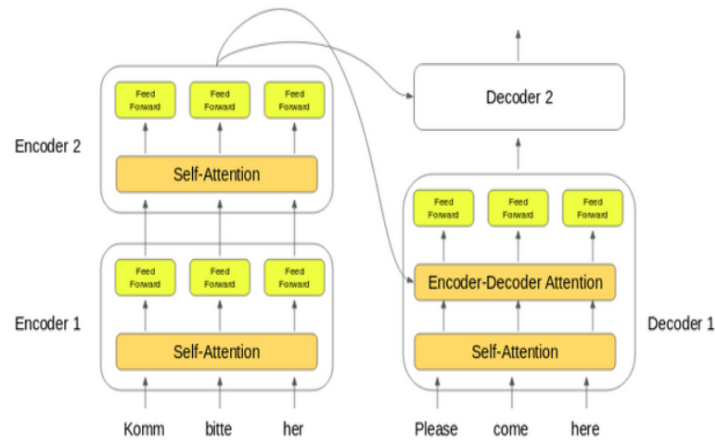 Encoder 2
Feed
Forward
Feed
Forward
Feed
Forward
Self-Attention
Encoder 1
Feed
Forward
Feed
Forward
Feed
Forward
Self-Attention
Komm
bitte
her
Decoder 2
Decoder 1
Feed
Forward
Feed
Forward
Feed
Forward
Encoder-Decoder Attention
Self-Attention
Please
come
here